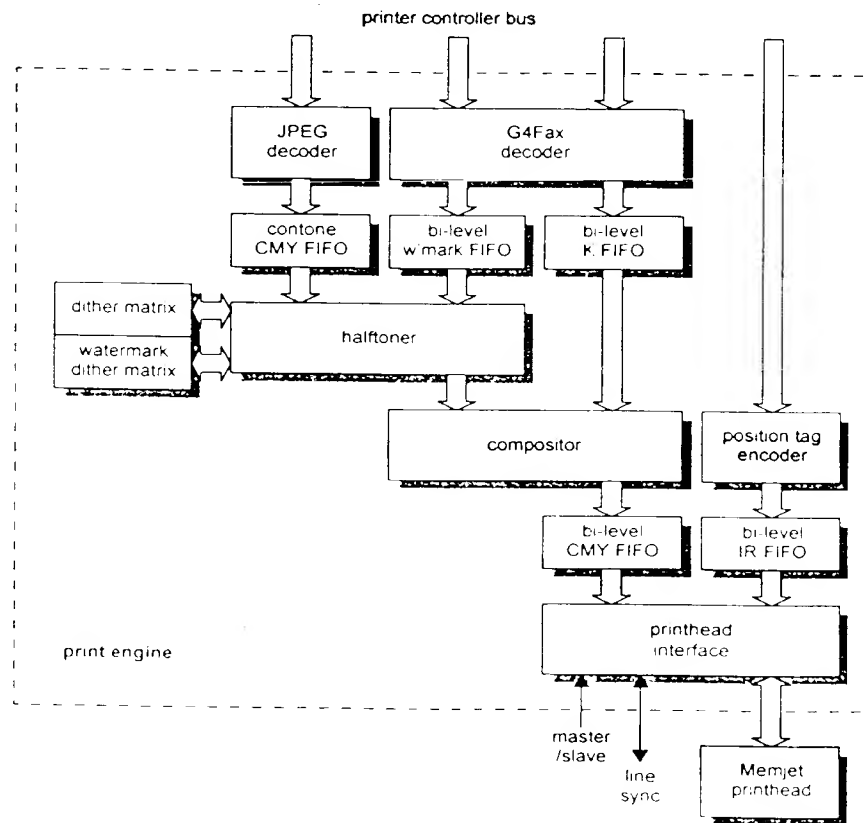 printer controller bus
JPEG
decoder
G4Fax
decoder
contone
CMY FIFO
bi-level
w'mark FIFO
bi-level
K FIFO
dither matrix
watermark
dither matrix
halftoner
compositor
position tag
encoder
bi-level
CMY FIFO
bi-level
IR FIFO
print engine
printhead
interface
master
/slave
line
sync
Memjet
printhead